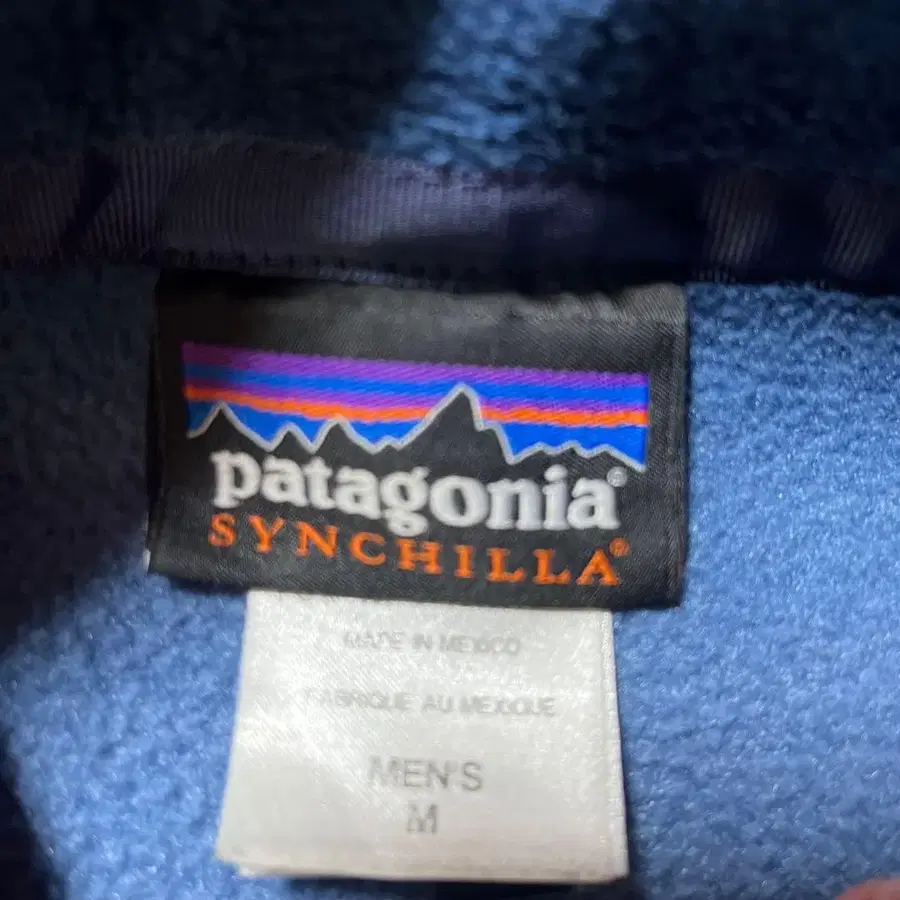 patagonia®
SYNCHILLA®
MADE IN MEXICO
FABRIQUE AU MEXIQUE
MEN'S
M